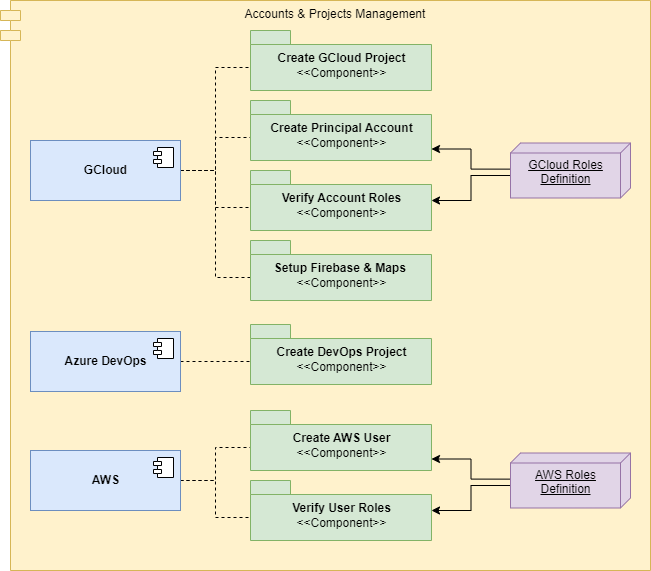 Accounts & Projects Management
Create GCloud Project
<<Component>>
Create Principal Account
<<Component>>
GCloud
GCloud Roles
Definition
Verify Account Roles
<<Component>>
Setup Firebase & Maps
<<Component>>
Azure DevOps
Create DevOps Project
<<Component>>
Create AWS User
<<Component>>
AWS
AWS Roles
Definition
Verify User Roles
<<Component>>